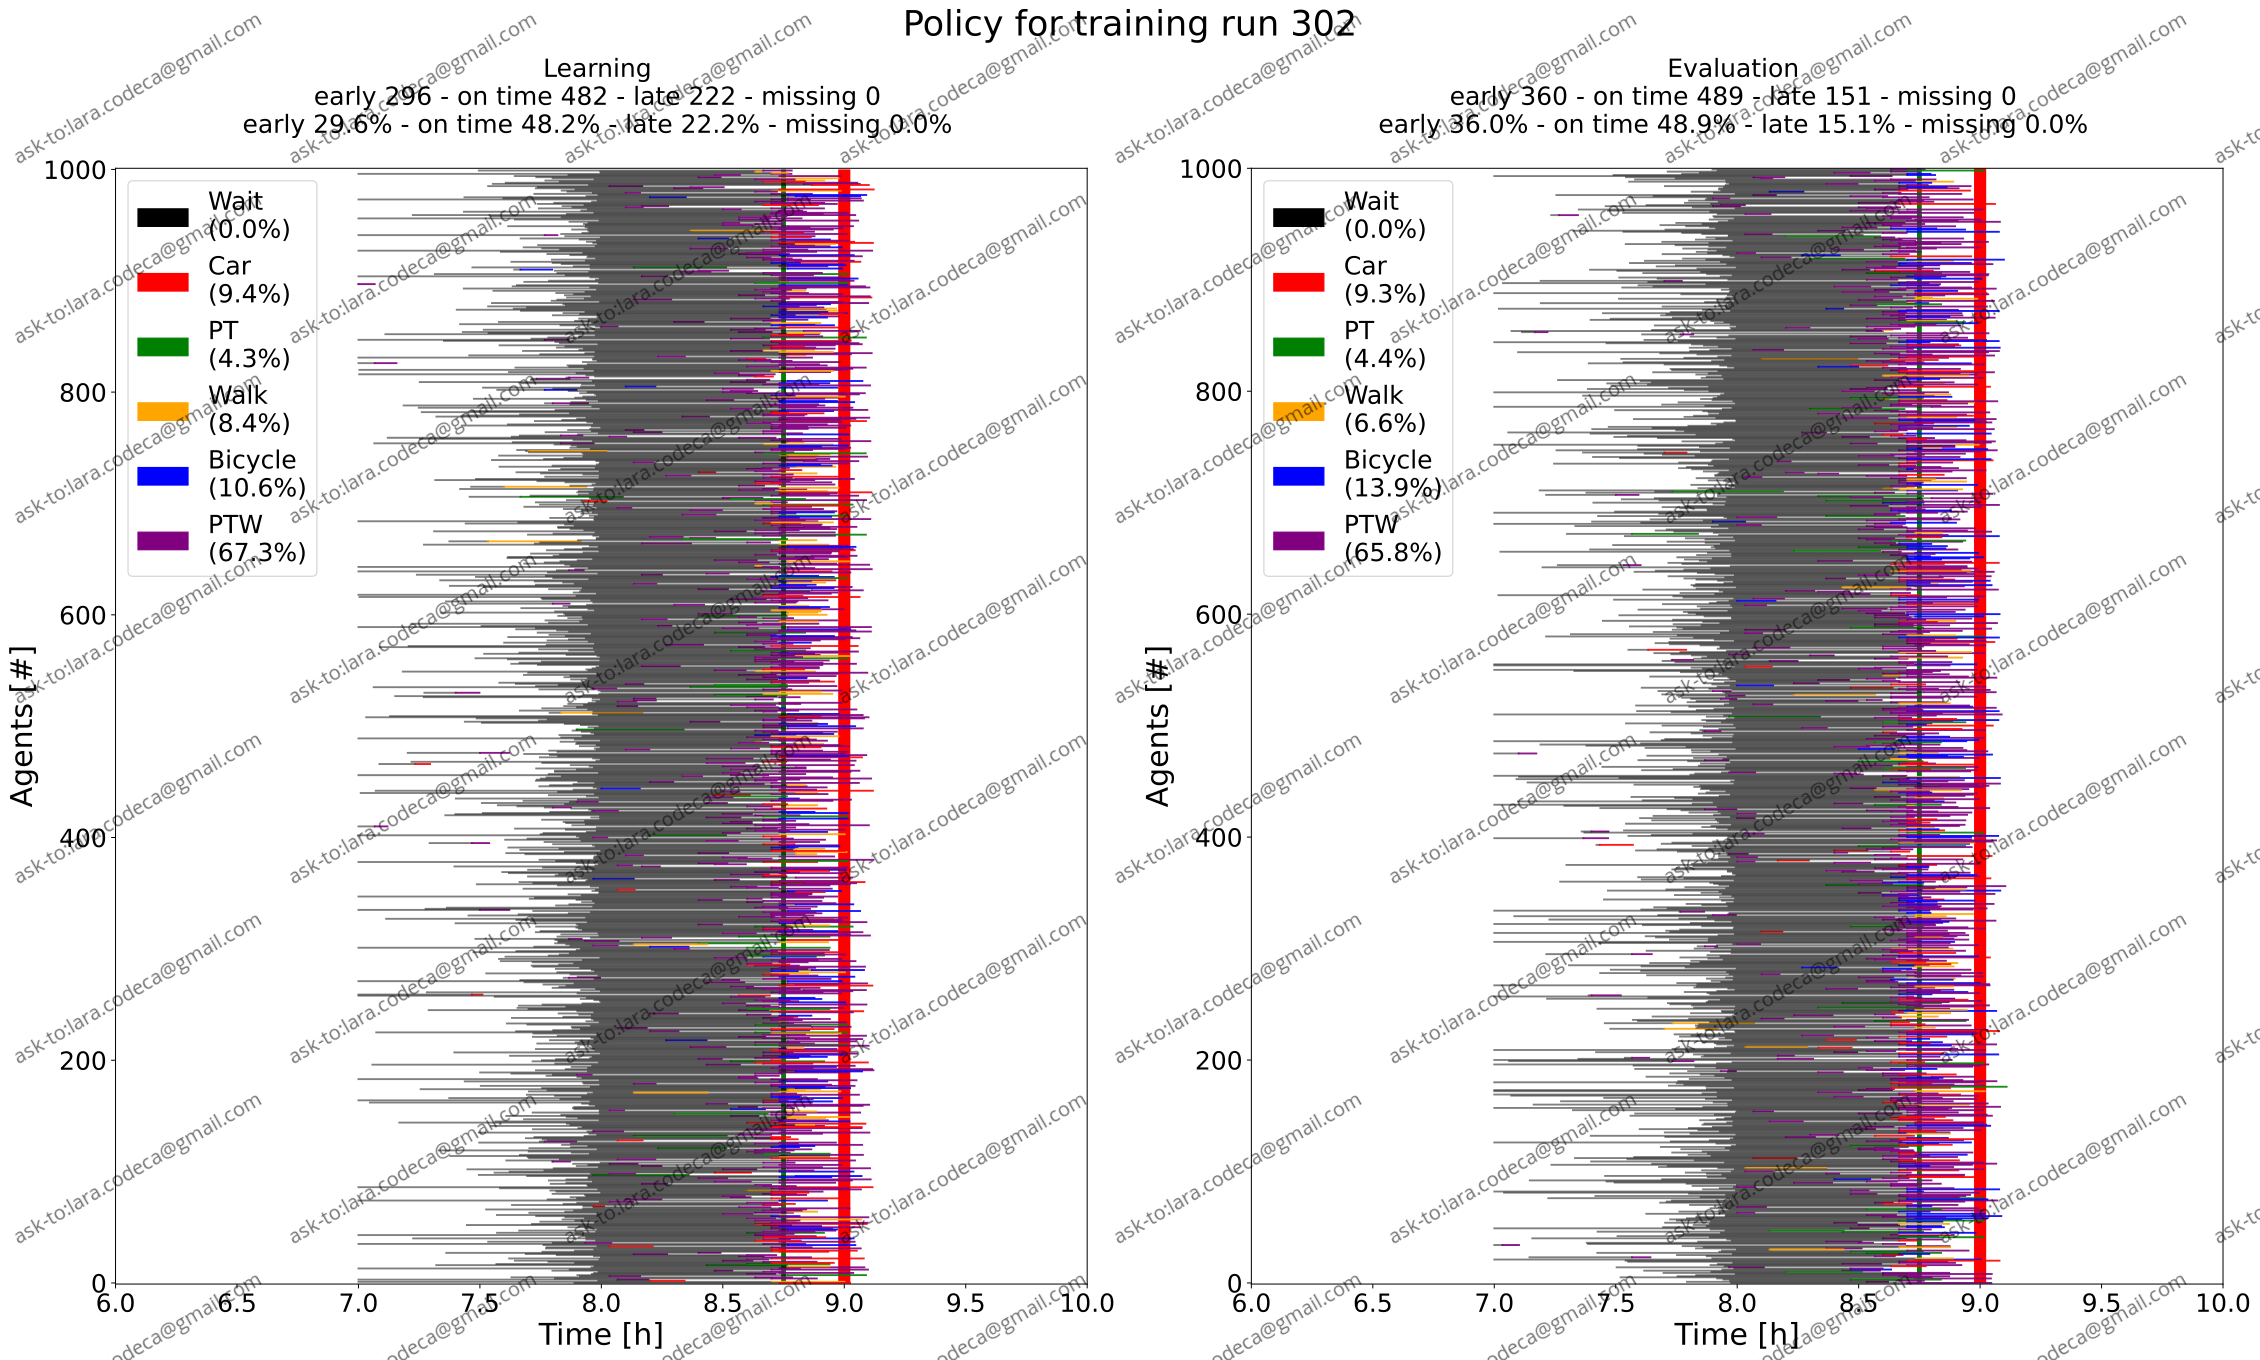 Policy for training run 302
Learning
early 296 - on time 482 - late 222 - missing 0
early 29.6% - on time 48.2% - late 22.2% - missing 0.0%
1000
800
600
400
200
0
Agents [#]
Wait
(0.0%)
Car
(9.4%)
PT
(4.3%)
Walk
(8.4%)
Bicycle
(10.6%)
PTW
(67.3%)
6.0 6.5 7.0 7.5 8.0 8.5 9.0 9.5 10.0
Time [h]
Evaluation
early 360 - on time 489 - late 151 - missing 0
early 36.0% - on time 48.9% - late 15.1% - missing 0.0%
1000
800
600
400
200
0
Agents [#]
Wait
(0.0%)
Car
(9.3%)
PT
(4.4%)
Walk
(6.6%)
Bicycle
(13.9%)
PTW
(65.8%)
6.0 6.5 7.0 7.5 8.0 8.5 9.0 9.5 10.0
Time [h]
ask-to:lara.codeca@gmail.com